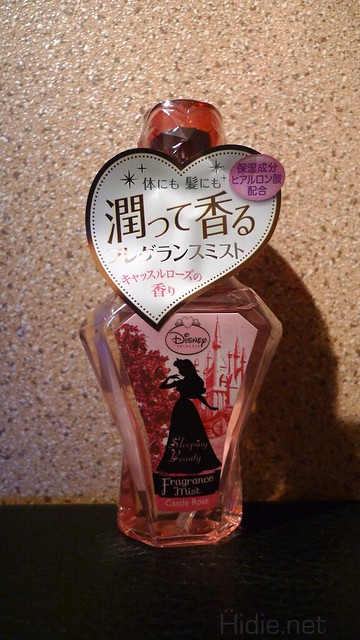 体にも 髪にも
潤って香る
フレグランスミスト
キャッスルローズの
香り
保湿成分
ヒアルロン酸
配合
Disney
PRINCESS
Sleeping
Beauty
Fragrance
Mist
Castle Rose
Hidie.net